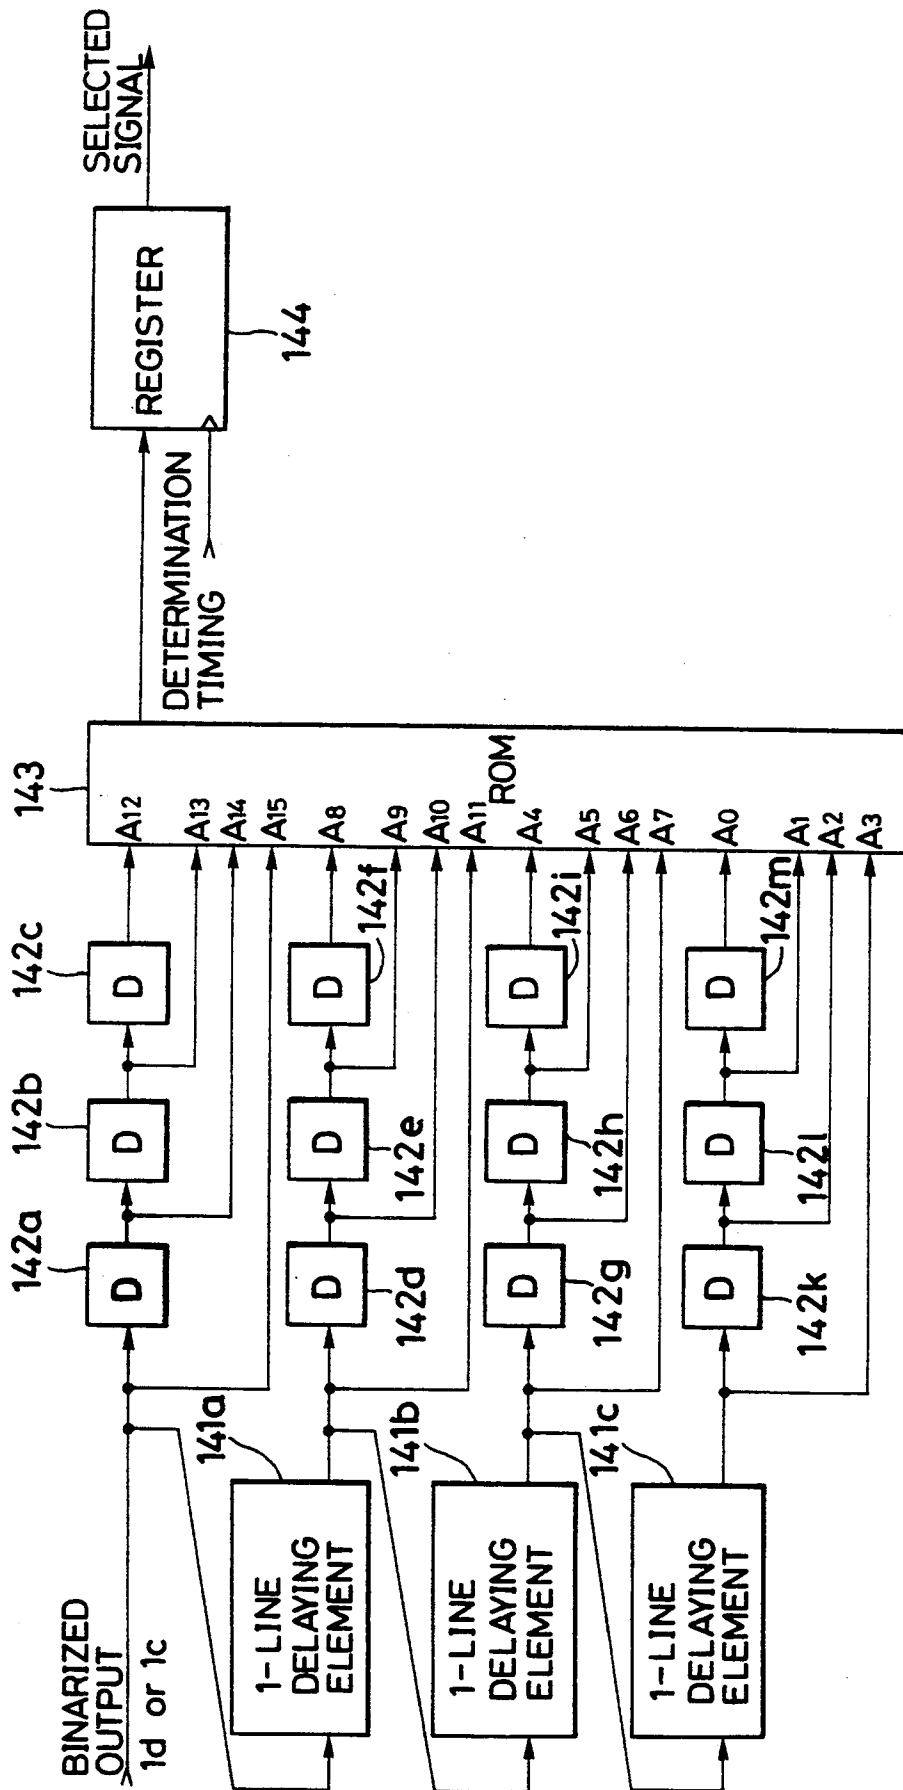 BINARIZED
OUTPUT
1d or 1c
142a
142b
142c
143
D
D
D
A12
A13
A14
A15
141a
1-LINE
DELAYING
ELEMENT
D
D
D
142d
142e
142f
A8
A9
A10
A11
ROM
141b
1-LINE
DELAYING
ELEMENT
D
D
D
142g
142h
142i
A4
A5
A6
A7
141c
1-LINE
DELAYING
ELEMENT
D
D
D
142k
142l
142m
A0
A1
A2
A3
DETERMINATION
TIMING
REGISTER
144
SELECTED
SIGNAL